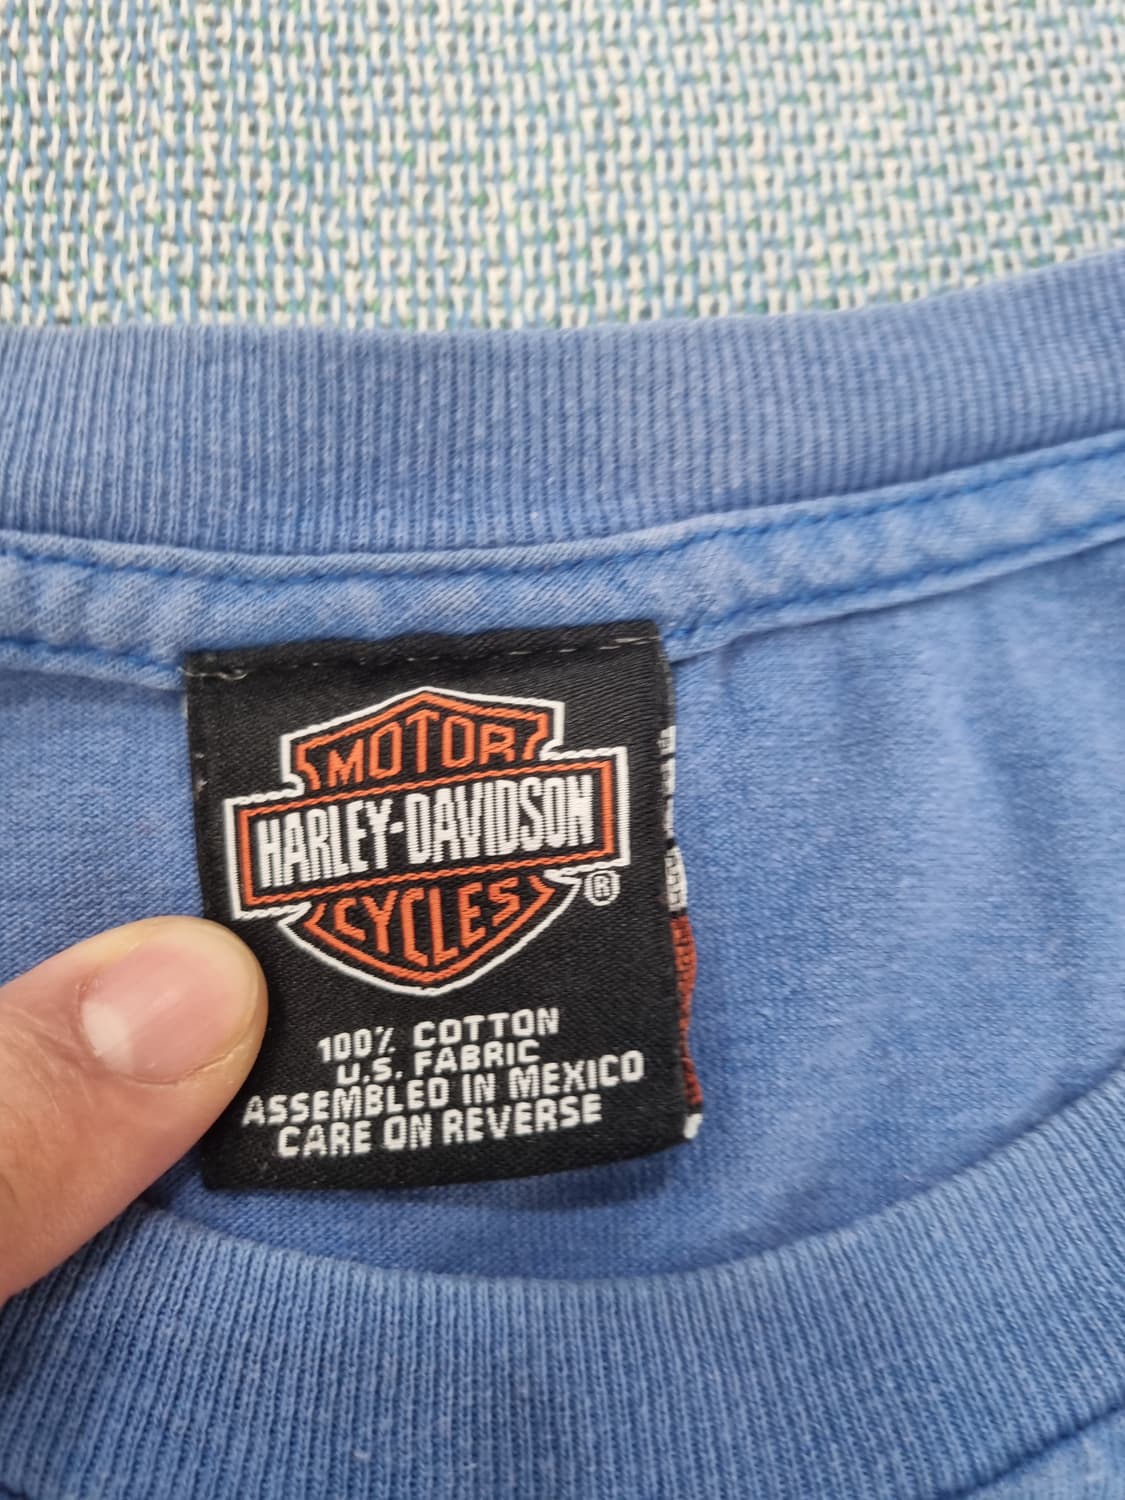 MOTOR
HARLEY-DAVIDSON
CYCLES
®
100% COTTON
U.S. FABRIC
ASSEMBLED IN MEXICO
CARE ON REVERSE